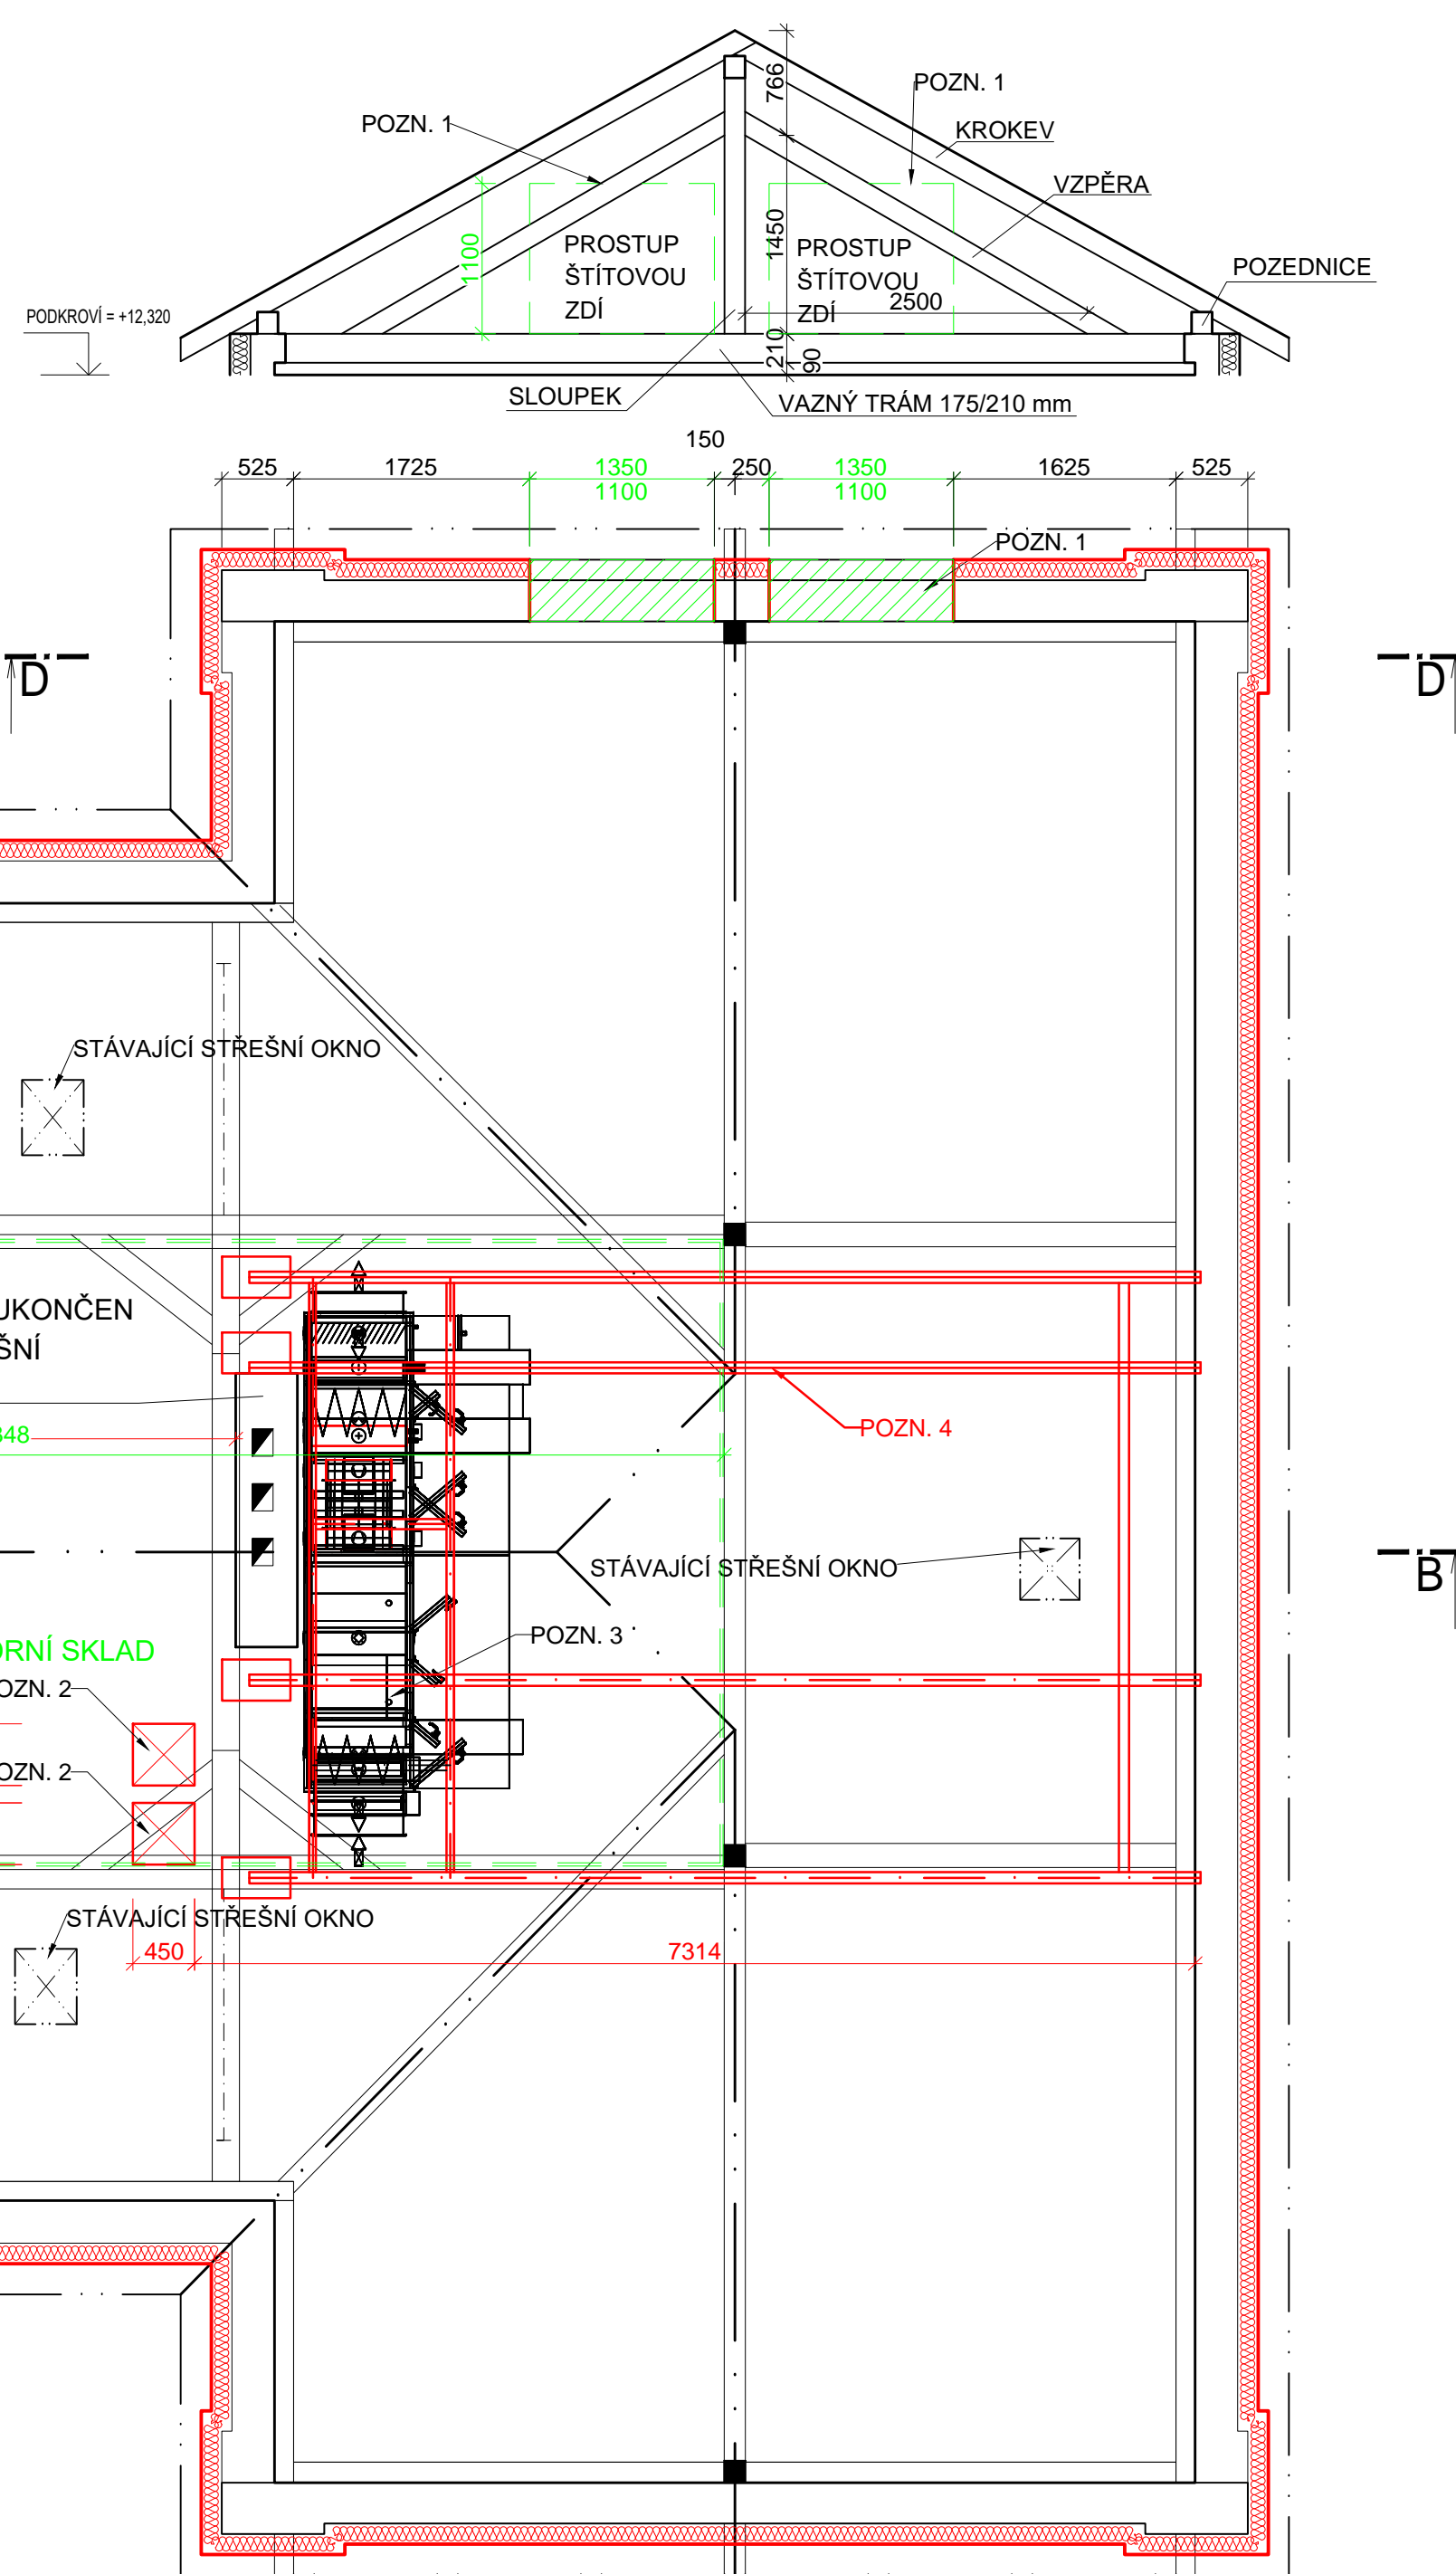 766
POZN. 1
POZN. 1
KROKEV
VZPĚRA
1100
PROSTUP
ŠTÍTOVOU
ZDÍ
1450
PROSTUP
ŠTÍTOVOU
ZDÍ
2500
POZEDNICE
PODKROVÍ = +12,320
210
90
SLOUPEK
VAZNÝ TRÁM 175/210 mm
150
525
1725
1350
1100
250
1350
1100
1625
525
POZN. 1
D
D
STÁVAJÍCÍ STŘEŠNÍ OKNO
UKONČEN
ŠNÍ
POZN. 4
348
STÁVAJÍCÍ STŘEŠNÍ OKNO
B
POZN. 3
ORNÍ SKLAD
OZN. 2
OZN. 2
STÁVAJÍCÍ STŘEŠNÍ OKNO
450
7314